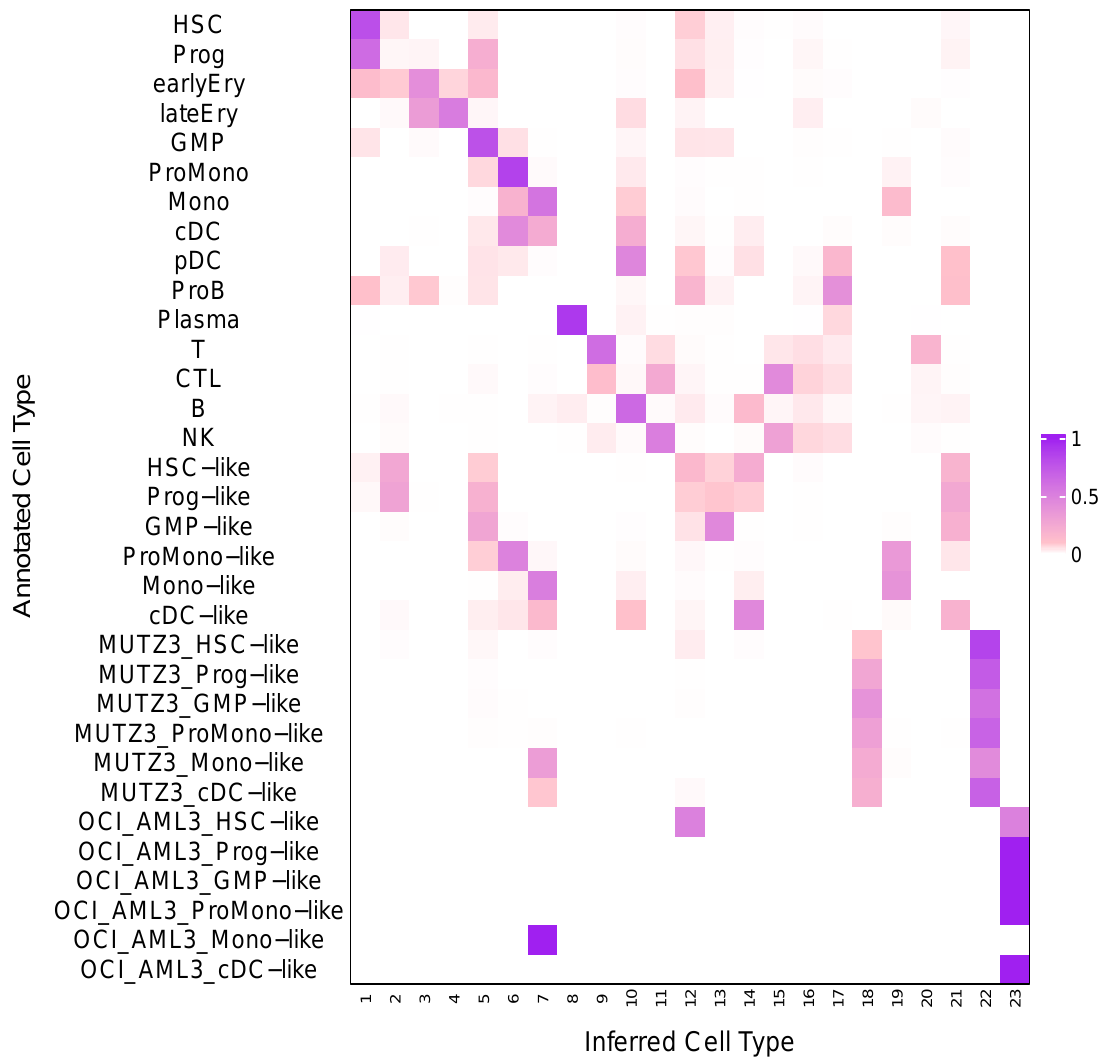 HSC
Prog
earlyEry
lateEry
GMP
ProMono
Mono
cDC
pDC
ProB
Plasma
T
CTL
B
NK
HSC−like
Prog−like
GMP−like
ProMono−like
Mono−like
cDC−like
MUTZ3_HSC−like
MUTZ3_Prog−like
MUTZ3_GMP−like
MUTZ3_ProMono−like
MUTZ3_Mono−like
MUTZ3_cDC−like
OCI_AML3_HSC−like
OCI_AML3_Prog−like
OCI_AML3_GMP−like
OCI_AML3_ProMono−like
OCI_AML3_Mono−like
OCI_AML3_cDC−like
Annotated Cell Type
1 2 3 4 5 6 7 8 9 10 11 12 13 14 15 16 17 18 19 20 21 22 23
Inferred Cell Type
1
0.5
0